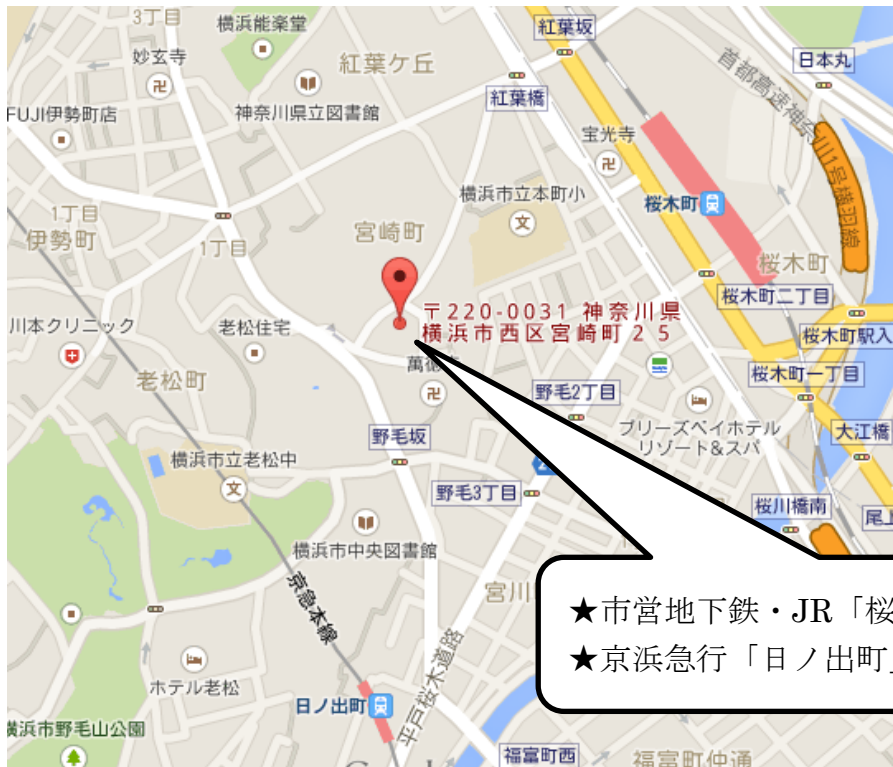 3丁目
横浜能楽堂
紅葉坂
妙玄寺
紅葉ケ丘
日本丸
首都高速神奈川1号横羽線
FUJI伊勢町店
神奈川県立図書館
紅葉橋
宝光寺
横浜市立本町小
桜木町
1丁目
伊勢町
1丁目
宮崎町
桜木町
〒220-0031 神奈川県
横浜市西区宮崎町25
桜木町二丁目
川本クリニック
老松住宅
桜木町駅入
老松町
野毛2丁目
桜木町一丁目
ブリーズベイホテル
リゾート&スパ
大江橋
野毛坂
横浜市立老松中
野毛3丁目
桜川橋南
尾上
横浜市中央図書館
京急本線
宮川
★市営地下鉄・JR「桜
★京浜急行「日ノ出町」
ホテル老松
日ノ出町
平戸桜木道路
横浜市野毛山公園
福富町西
福富町仲通